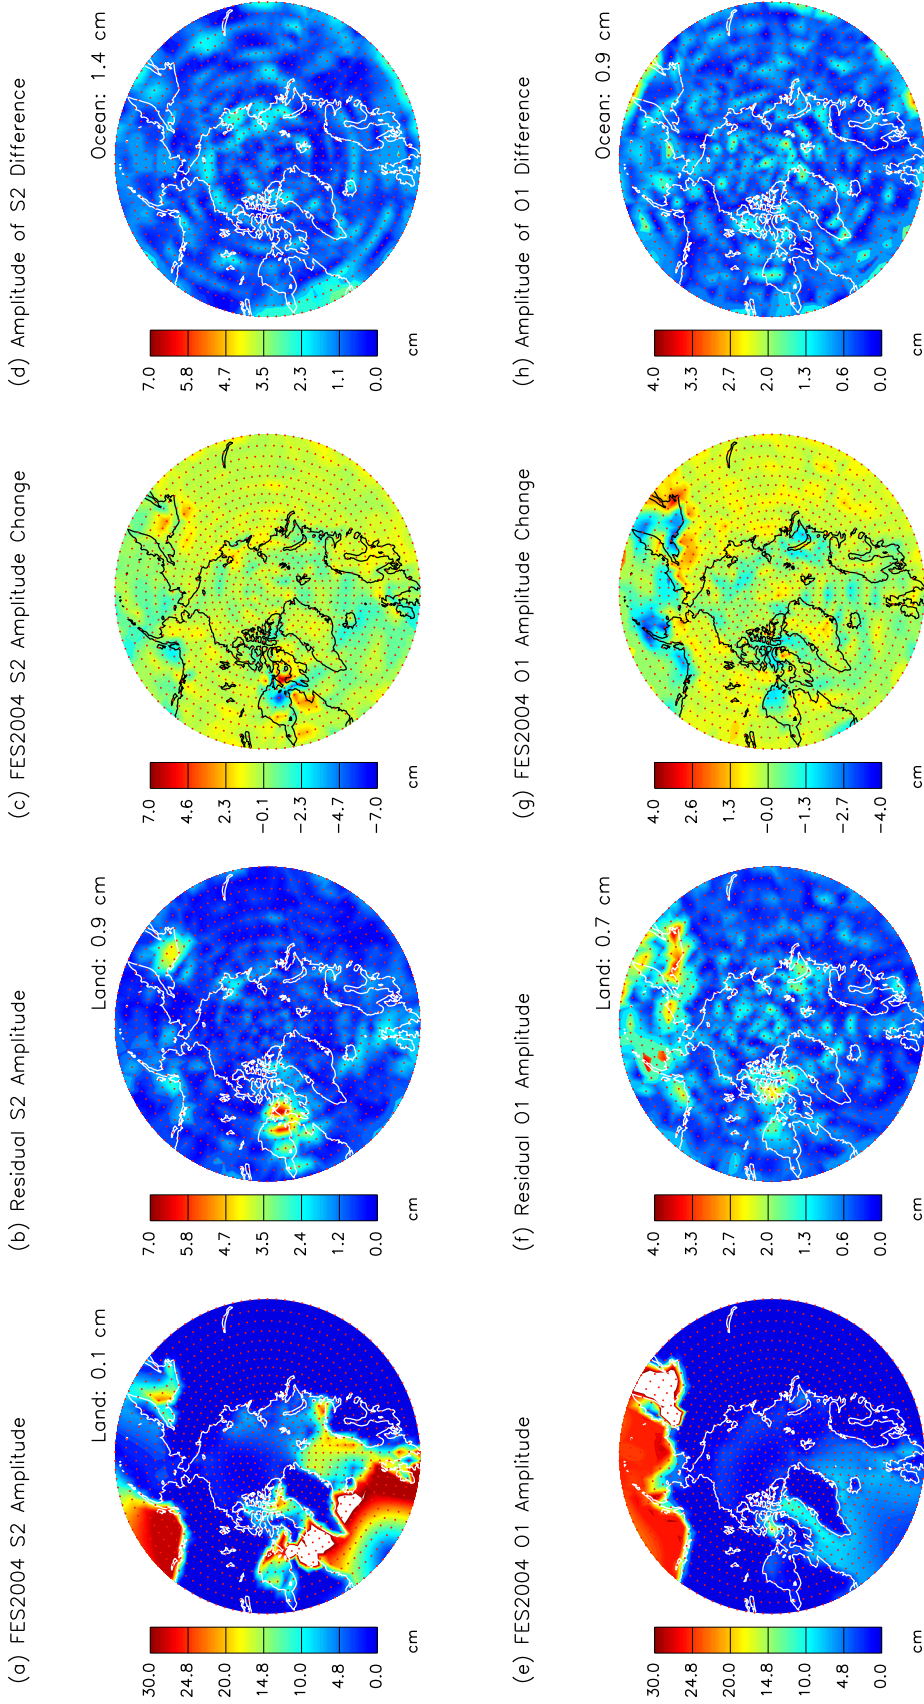 (a) FES2004 S2 Amplitude
Land: 0.1 cm
30.0
24.8
20.0
14.8
10.0
4.8
0.0
cm
(b) Residual S2 Amplitude
Land: 0.9 cm
7.0
5.8
4.7
3.5
2.4
1.2
0.0
cm
(c) FES2004 S2 Amplitude Change
7.0
4.6
2.5
−0.1
−2.3
−4.7
−7.0
cm
(d) Amplitude of S2 Difference
Ocean: 1.4 cm
7.0
5.8
4.7
3.5
2.3
1.1
0.0
cm
(e) FES2004 O1 Amplitude
30.0
24.8
20.0
14.8
10.0
4.8
0.0
cm
(f) Residual O1 Amplitude
Land: 0.7 cm
4.0
3.3
2.7
2.0
1.3
0.6
0.0
cm
(g) FES2004 O1 Amplitude Change
4.0
2.6
1.3
−0.0
−1.3
−2.7
−4.0
cm
(h) Amplitude of O1 Difference
Ocean: 0.9 cm
4.0
3.3
2.7
2.0
1.3
0.6
0.0
cm